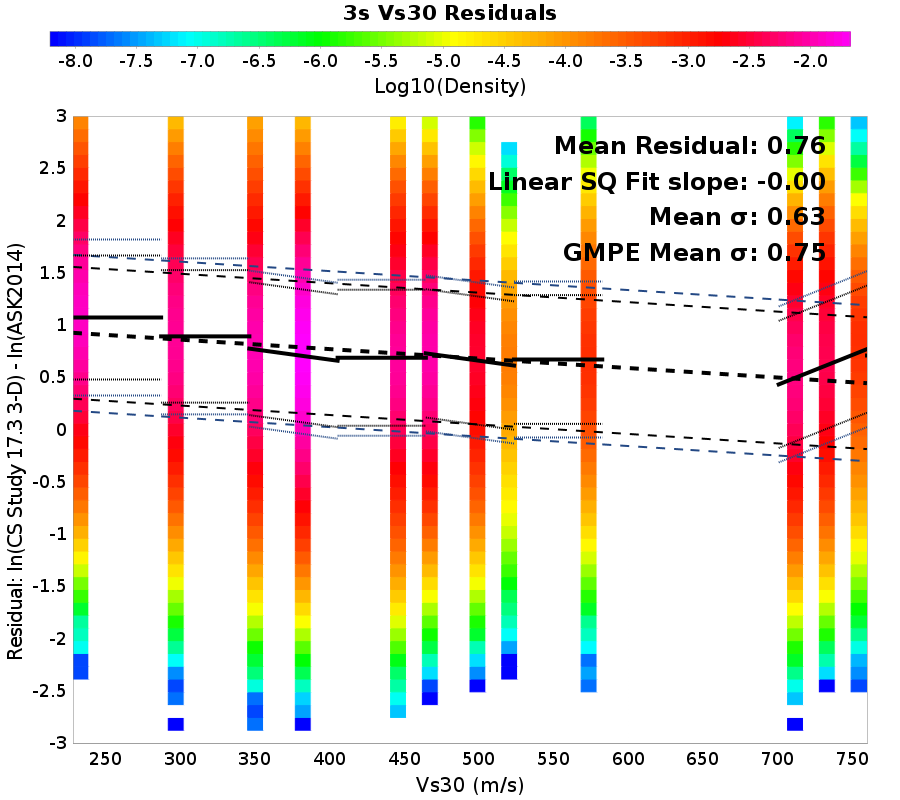 3s Vs30 Residuals
-8.0 -7.5 -7.0 -6.5 -6.0 -5.5 -5.0 -4.5 -4.0 -3.5 -3.0 -2.5 -2.0
Log10(Density)
Mean Residual: 0.76
Linear SQ Fit slope: -0.00
Mean σ: 0.63
GMPE Mean σ: 0.75
3
2.5
2
1.5
1
0.5
0
-0.5
-1
-1.5
-2
-2.5
-3
Residual: ln(CS Study 17.3 3-D) - ln(ASK2014)
250 300 350 400 450 500 550 600 650 700 750
Vs30 (m/s)